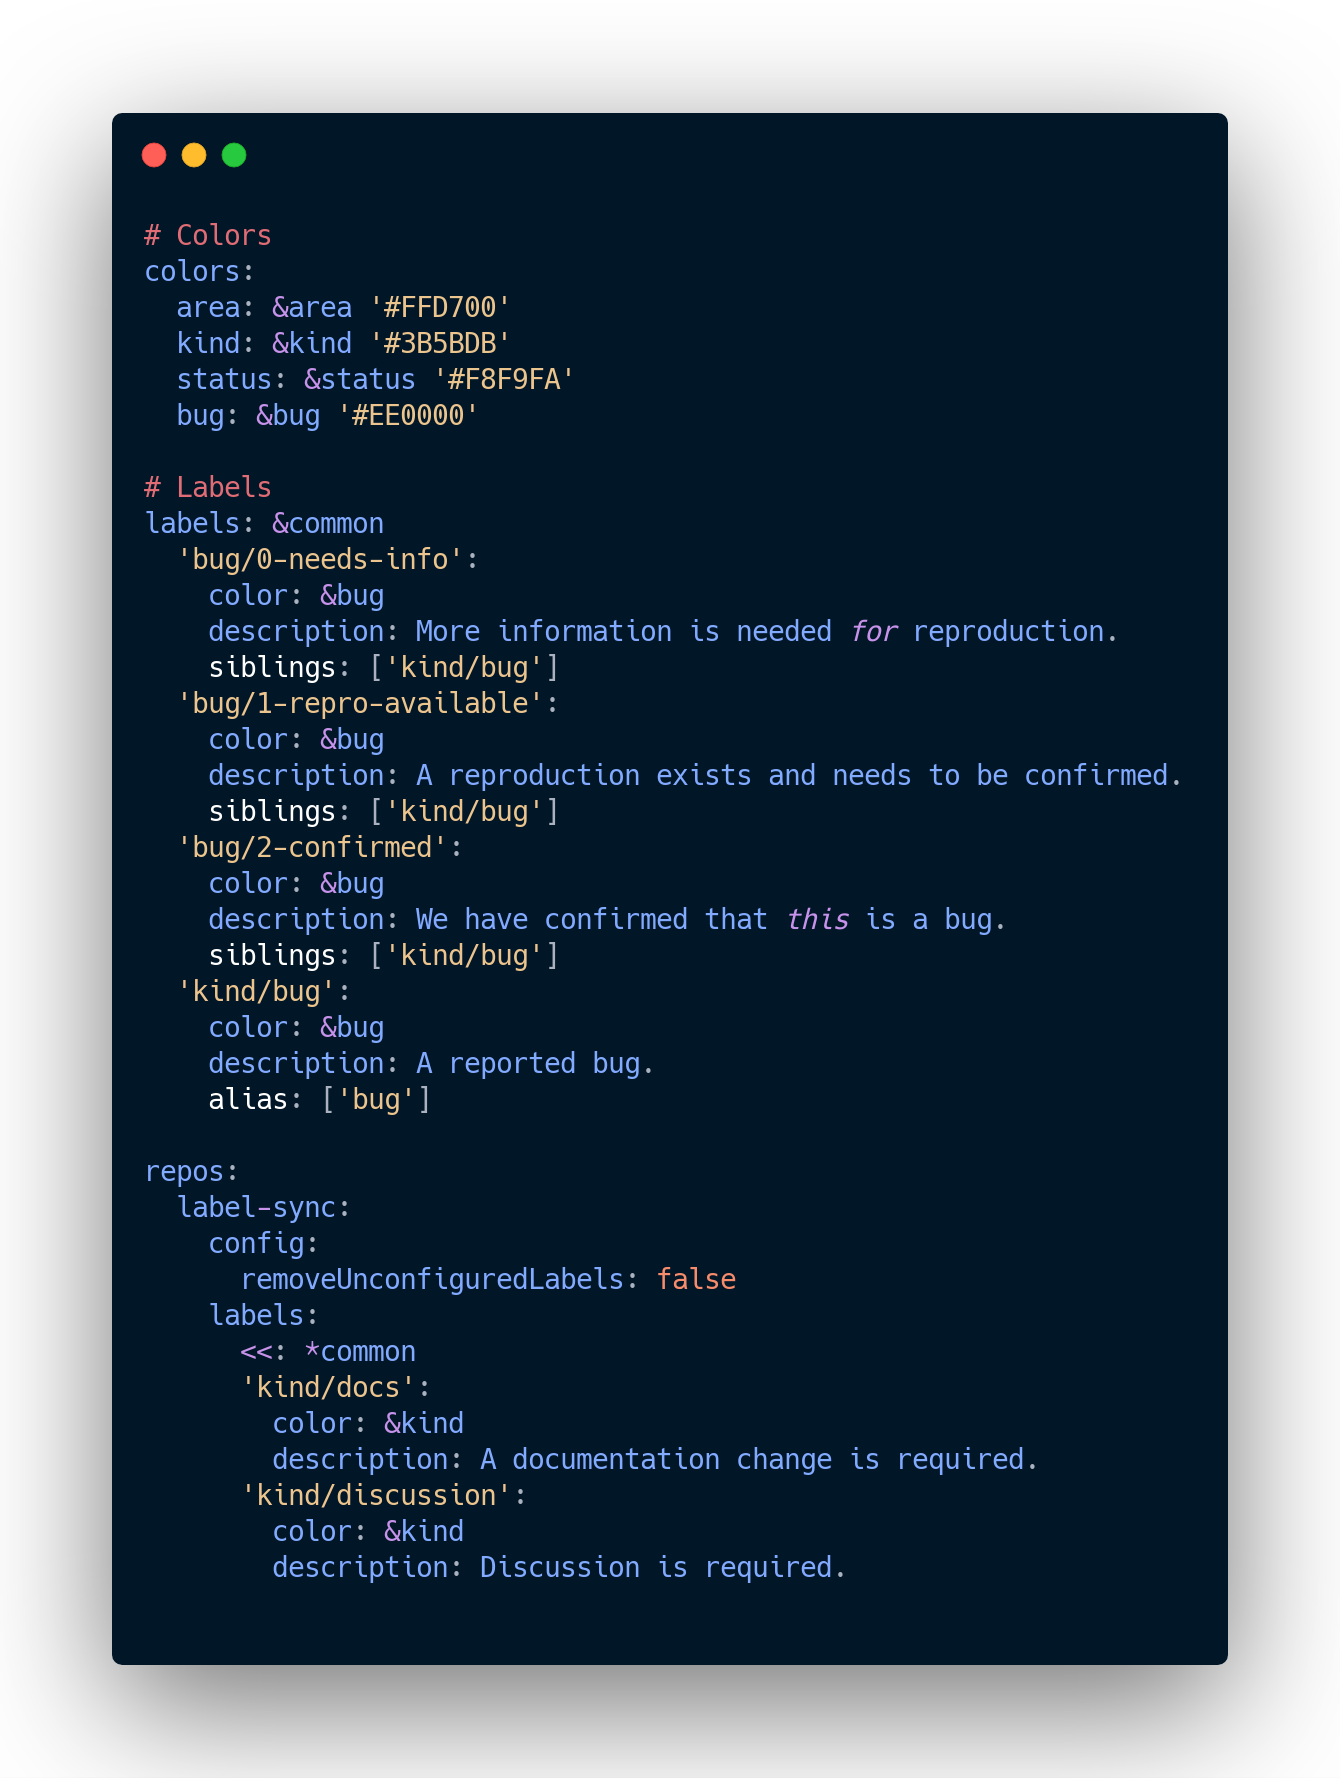 # Colors
colors:
  area: &area '#FFD700'
  kind: &kind '#3B5BDB'
  status: &status '#F8F9FA'
  bug: &bug '#EE0000'

# Labels
labels: &common
  'bug/0-needs-info':
    color: &bug
    description: More information is needed for reproduction.
    siblings: ['kind/bug']
  'bug/1-repro-available':
    color: &bug
    description: A reproduction exists and needs to be confirmed.
    siblings: ['kind/bug']
  'bug/2-confirmed':
    color: &bug
    description: We have confirmed that this is a bug.
    siblings: ['kind/bug']
  'kind/bug':
    color: &bug
    description: A reported bug.
    alias: ['bug']

repos:
  label-sync:
    config:
      removeUnconfiguredLabels: false
    labels:
      <<: *common
      'kind/docs':
        color: &kind
        description: A documentation change is required.
      'kind/discussion':
        color: &kind
        description: Discussion is required.